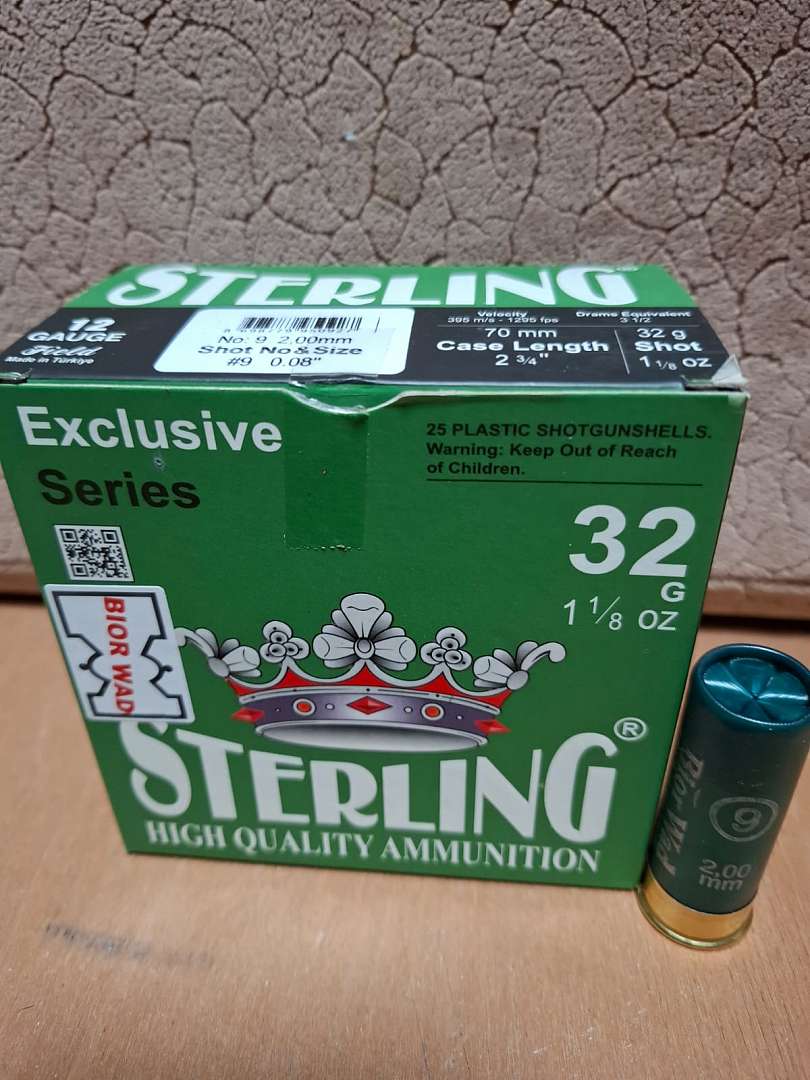 STERLING
12
GAUGE
Field
Made in Türkiye
No: 9 2,00mm
Shot No & Size
#9 0.08"
Velocity
395 m/s - 1295 fps
Drams Equivalent
3 1/2
70 mm
Case Length
2 3/4"
32 g
Shot
1 1/8 oz
Exclusive
Series
25 PLASTIC SHOTGUNSHELLS.
Warning: Keep Out of Reach
of Children.
32
G
1 1/8 oz
BIOR WAD
STERLING®
HIGH QUALITY AMMUNITION
Bior Wad
9
2,00
mm